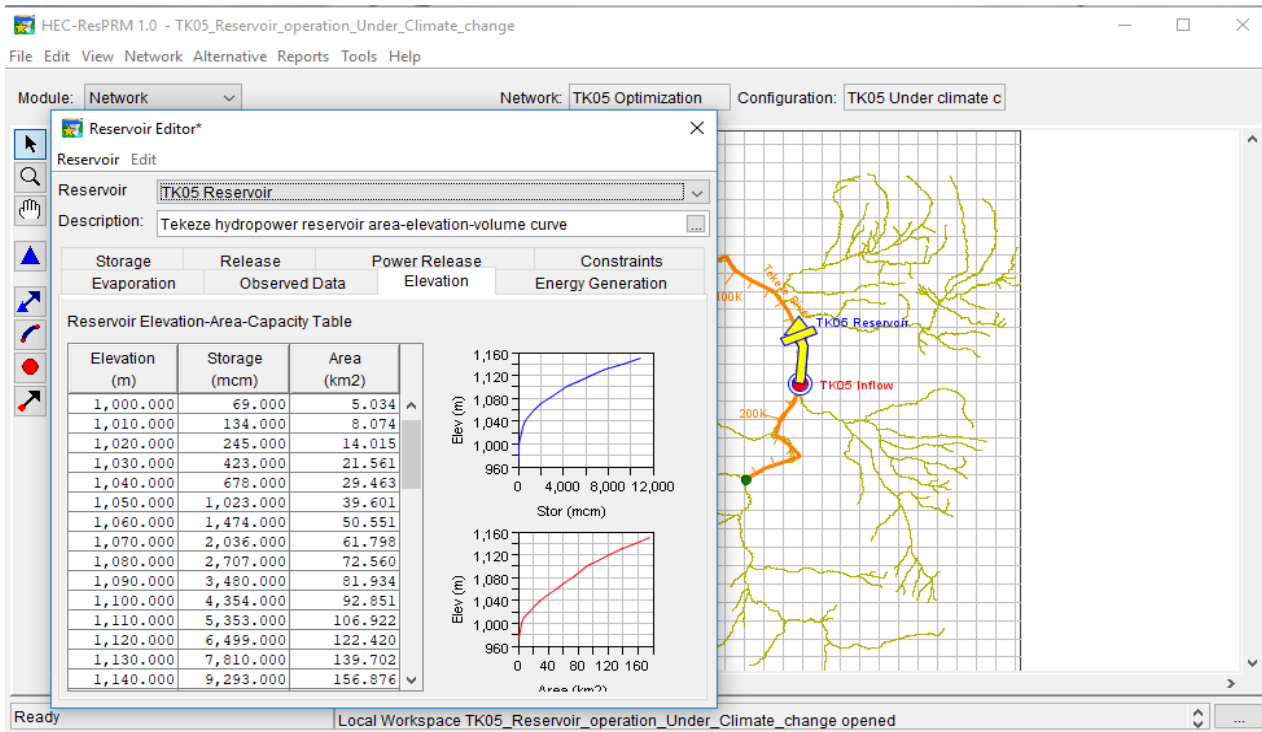 HEC-ResPRM 1.0 - TK05_Reservoir_operation_Under_Climate_change
File Edit View Network Alternative Reports Tools Help
Module: Network
Network: TK05 Optimization
Configuration: TK05 Under climate c
Reservoir Editor*
Reservoir Edit
Reservoir TK05 Reservoir
Description: Tekeze hydropower reservoir area-elevation-volume curve ...
Storage Release Power Release Constraints
Evaporation Observed Data Elevation Energy Generation
Reservoir Elevation-Area-Capacity Table
Elevation Storage Area
(m) (mcm) (km2)
1,000.000 69.000 5.034
1,010.000 134.000 8.074
1,020.000 245.000 14.015
1,030.000 423.000 21.561
1,040.000 678.000 29.463
1,050.000 1,023.000 39.601
1,060.000 1,474.000 50.551
1,070.000 2,036.000 61.798
1,080.000 2,707.000 72.560
1,090.000 3,480.000 81.934
1,100.000 4,354.000 92.851
1,110.000 5,353.000 106.922
1,120.000 6,499.000 122.420
1,130.000 7,810.000 139.702
1,140.000 9,293.000 156.876
1,160
1,120
1,080
1,040
1,000
960
Elev (m)
0 4,000 8,000 12,000
Stor (mcm)
1,160
1,120
1,080
1,040
1,000
960
Elev (m)
0 40 80 120 160
Area (km2)
100K
Tekeze River
TK05 Reservoir
TK05 Inflow
200K
Ready
Local Workspace TK05_Reservoir_operation_Under_Climate_change opened
...